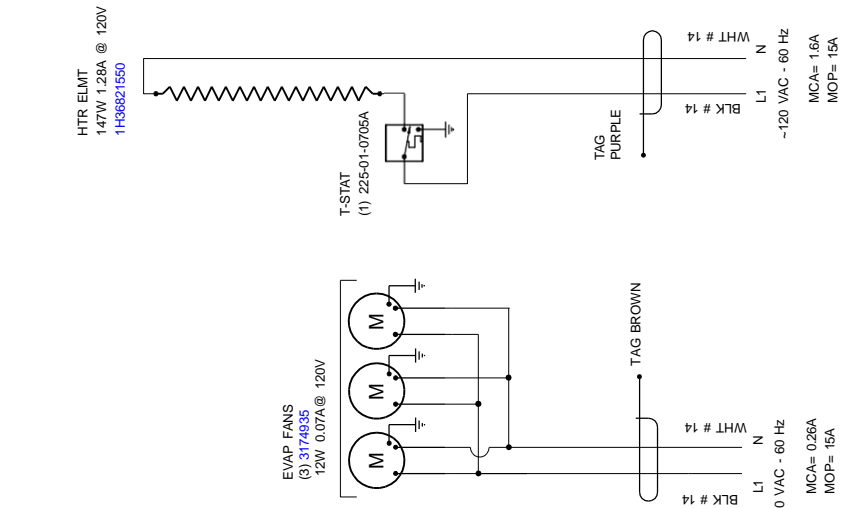 HTR ELMT
147W 1.28A @ 120V
1H36821550
T-STAT
(1) 225-01-0705A
TAG
PURPLE
WHT # 14
BLK # 14
N
L1
~120 VAC - 60 Hz
MCA= 1.6A
MOP= 15A
EVAP FANS
(3) 3174935
12W 0.07A@ 120V
M
M
M
TAG BROWN
WHT # 14
BLK # 14
N
L1
0 VAC - 60 Hz
MCA= 0.26A
MOP= 15A